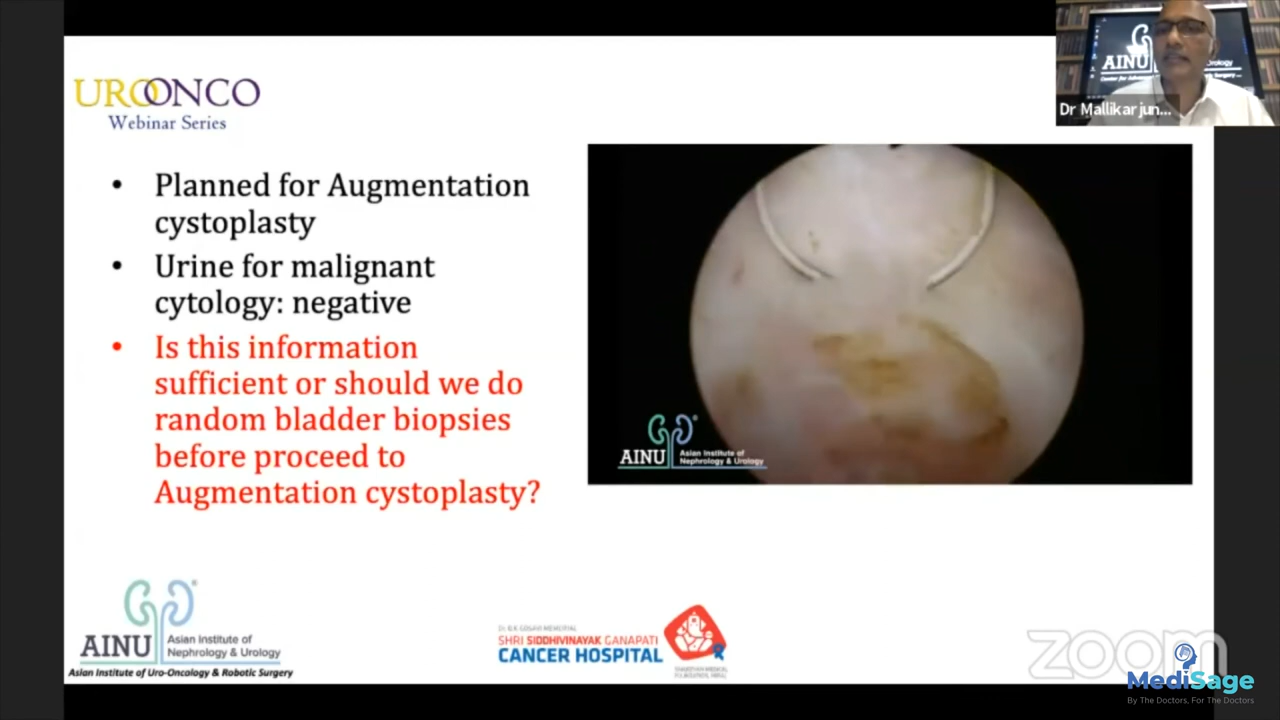 UROONCO
Webinar Series
AINU
Dr Mallikarjun...
• Planned for Augmentation
cystoplasty
• Urine for malignant
cytology: negative
• Is this information
sufficient or should we do
random bladder biopsies
before proceed to
Augmentation cystoplasty?
AINU
Asian Institute of
Nephrology & Urology
AINU
Asian Institute of
Nephrology & Urology
Asian Institute of Uro-Oncology & Robotic Surgery
SHRI SIDDHIVINAYAK GANAPATI
CANCER HOSPITAL
zoom
MediSage
By The Doctors, For The Doctors